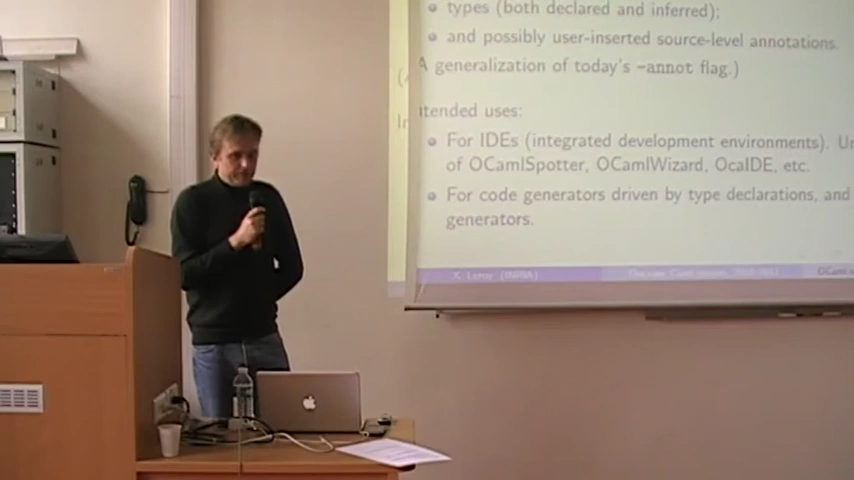 types (both declared and inferred);
and possibly user-inserted source-level annotations.
(A generalization of today's -annot flag.)
Intended uses:
For IDEs (integrated development environments).
of OCamlSpotter, OCamlWizard, OcaIDE, etc.
For code generators driven by type declarations, and
generators.
X. Leroy (INRIA)